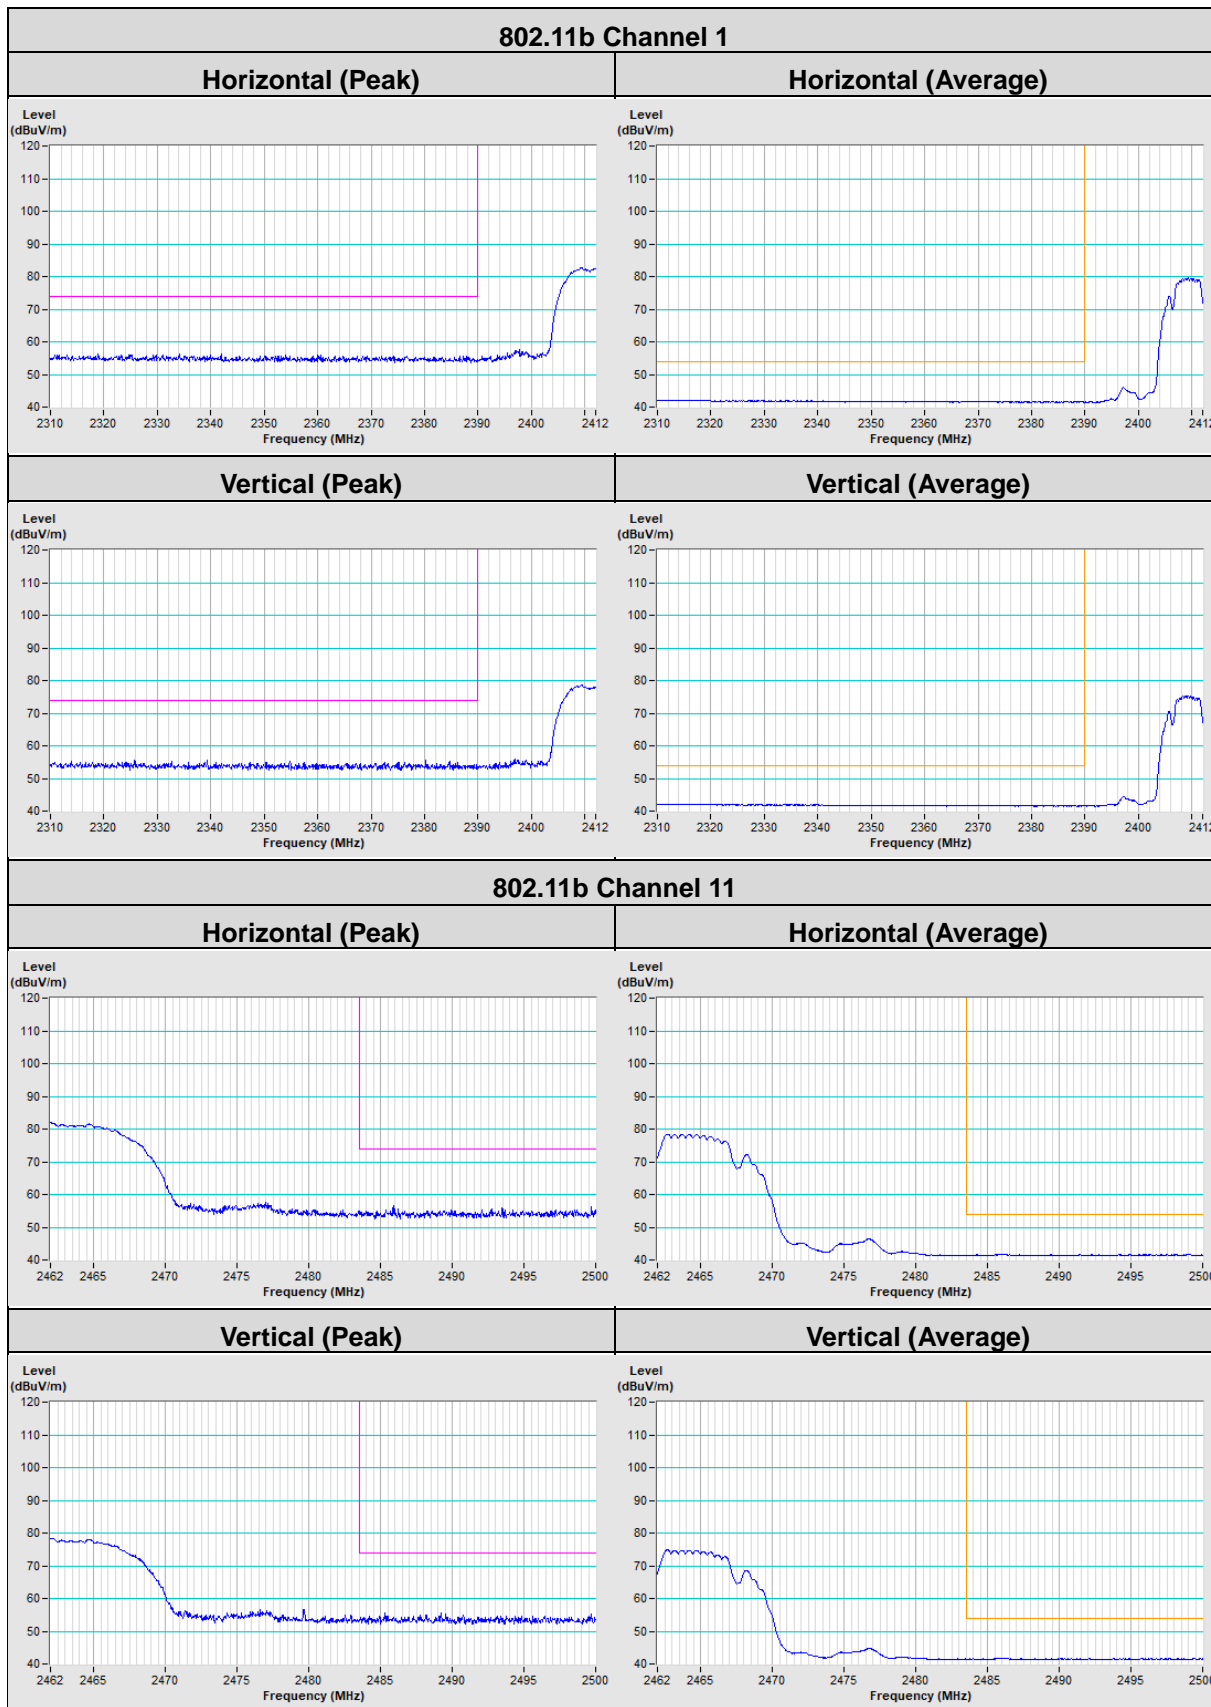 802.11b Channel 1
Horizontal (Peak) Horizontal (Average)
Level Level
(dBuV/m) (dBuV/m)
120 120
110 110
100 100
90 90
80 80
70 70
60 60
50 50
40 40
2310 2320 2330 2340 2350 2360 2370 2380 2390 2400 2412 2310 2320 2330 2340 2350 2360 2370 2380 2390 2400 2412
Frequency (MHz) Frequency (MHz)
Vertical (Peak) Vertical (Average)
Level Level
(dBuV/m) (dBuV/m)
120 120
110 110
100 100
90 90
80 80
70 70
60 60
50 50
40 40
2310 2320 2330 2340 2350 2360 2370 2380 2390 2400 2412 2310 2320 2330 2340 2350 2360 2370 2380 2390 2400 2412
Frequency (MHz) Frequency (MHz)
802.11b Channel 11
Horizontal (Peak) Horizontal (Average)
Level Level
(dBuV/m) (dBuV/m)
120 120
110 110
100 100
90 90
80 80
70 70
60 60
50 50
40 40
2462 2465 2470 2475 2480 2485 2490 2495 2500 2462 2465 2470 2475 2480 2485 2490 2495 2500
Frequency (MHz) Frequency (MHz)
Vertical (Peak) Vertical (Average)
Level Level
(dBuV/m) (dBuV/m)
120 120
110 110
100 100
90 90
80 80
70 70
60 60
50 50
40 40
2462 2465 2470 2475 2480 2485 2490 2495 2500 2462 2465 2470 2475 2480 2485 2490 2495 2500
Frequency (MHz) Frequency (MHz)